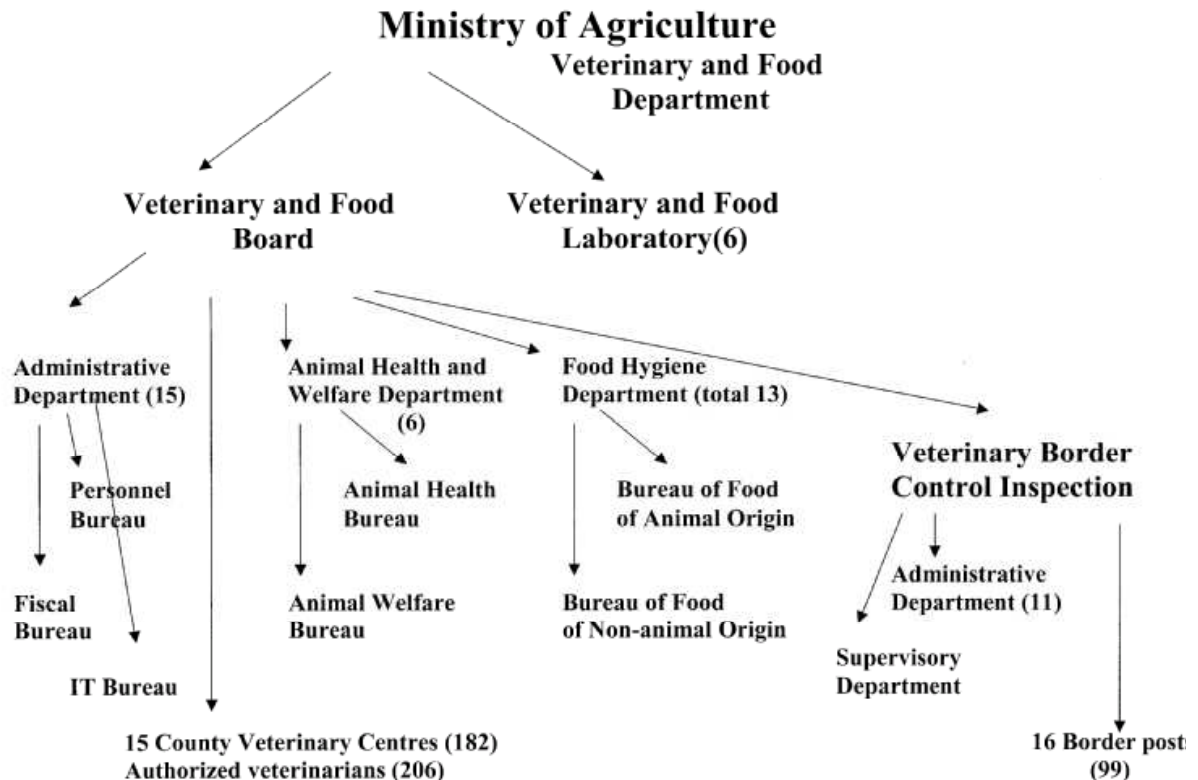 Ministry of Agriculture
Veterinary and Food
Department
Veterinary and Food
Board
Veterinary and Food
Laboratory(6)
Administrative
Department (15)
Animal Health and
Welfare Department
(6)
Food Hygiene
Department (total 13)
Veterinary Border
Control Inspection
Personnel
Bureau
Animal Health
Bureau
Bureau of Food
of Animal Origin
Administrative
Department (11)
Fiscal
Bureau
Animal Welfare
Bureau
Bureau of Food
of Non-animal Origin
Supervisory
Department
IT Bureau
15 County Veterinary Centres (182)
Authorized veterinarians (206)
16 Border posts
(99)